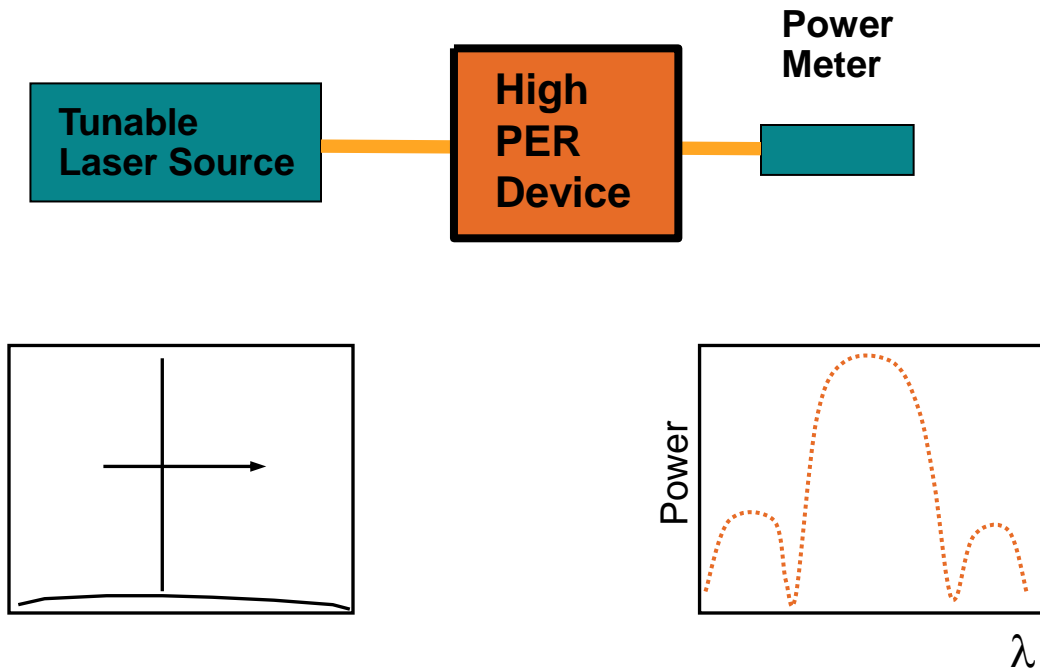 Power
Meter
Tunable
Laser Source
High
PER
Device
Power
λ